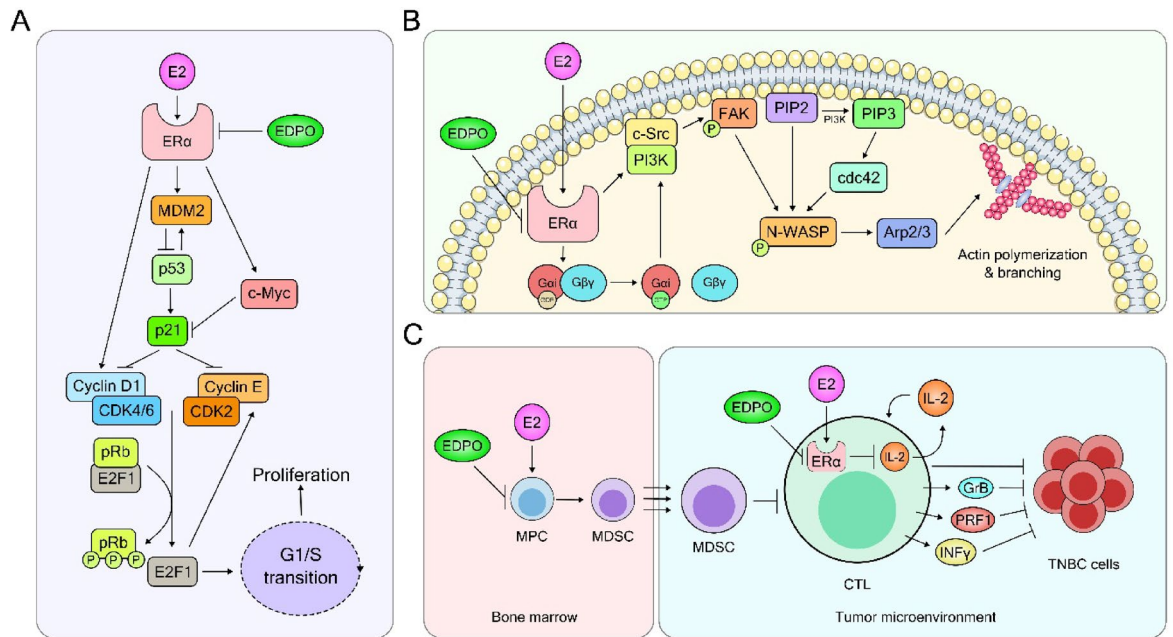 A
E2
ERα
EDPO
MDM2
p53
c-Myc
p21
Cyclin D1
CDK4/6
Cyclin E
CDK2
pRb
E2F1
Proliferation
pRb
P P P
E2F1
G1/S
transition
B
E2
EDPO
c-Src
PI3K
FAK
P
PIP2
PI3K
PIP3
cdc42
ERα
N-WASP
P
Arp2/3
Actin polymerization
& branching
Gαi
GDP
Gβγ
Gαi
GTP
Gβγ
C
EDPO
E2
MPC
MDSC
Bone marrow
MDSC
EDPO
E2
ERα
IL-2
IL-2
GrB
PRF1
INFγ
CTL
TNBC cells
Tumor microenvironment